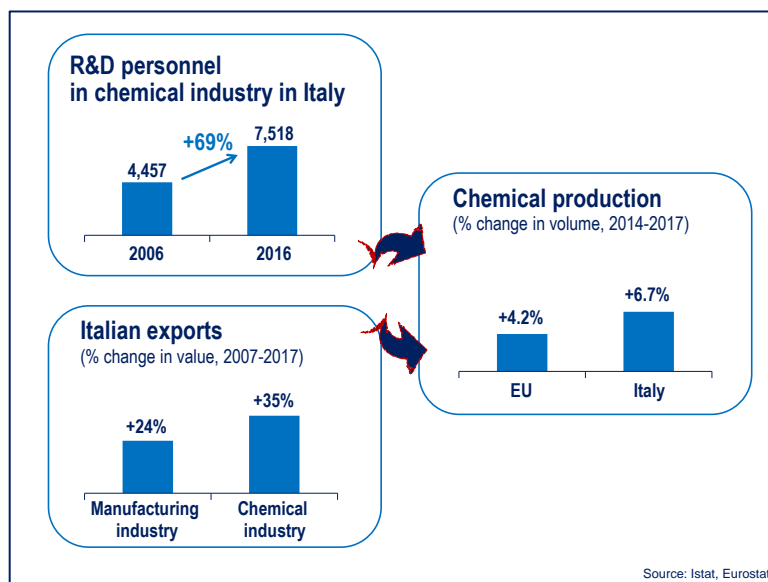 R&D personnel
in chemical industry in Italy
+69%
7,518
4,457
2006
2016
Chemical production
(% change in volume, 2014-2017)
+6.7%
+4.2%
EU
Italy
Italian exports
(% change in value, 2007-2017)
+35%
+24%
Manufacturing
industry
Chemical
industry
Source: Istat, Eurostat